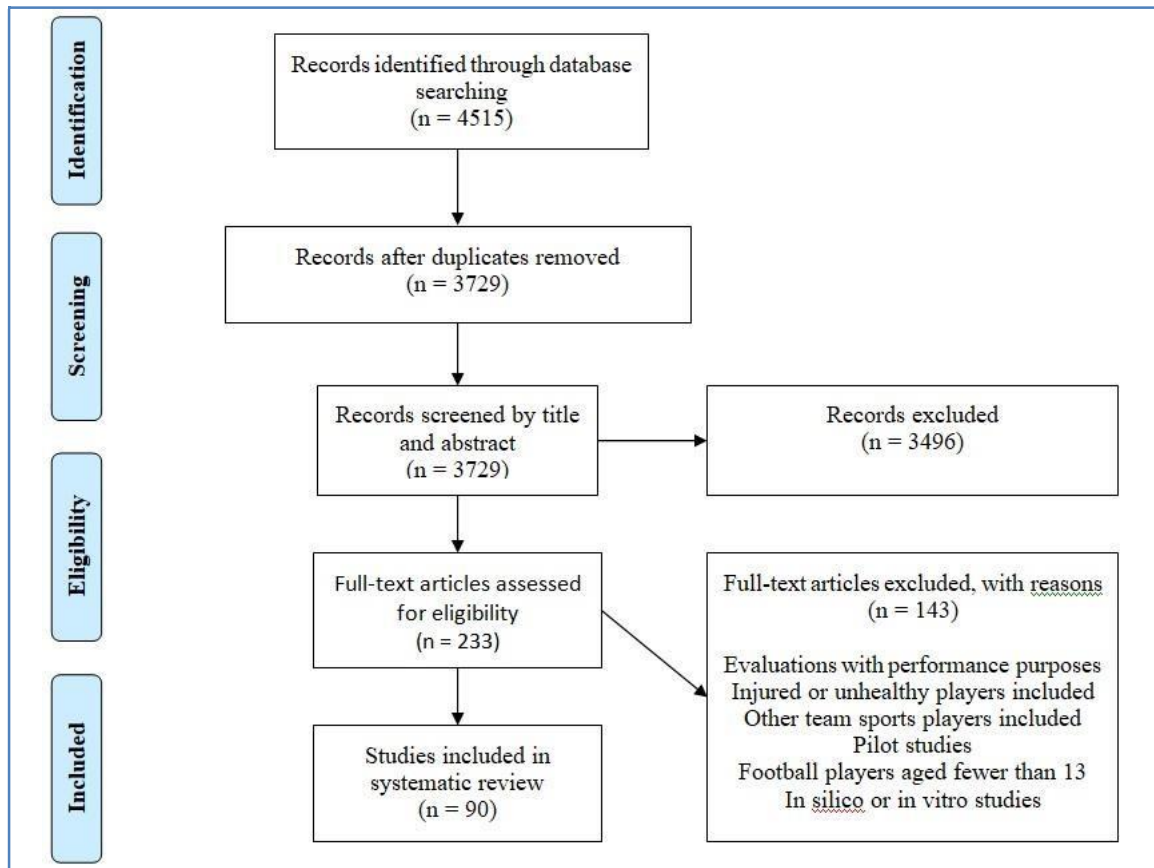 Identification
Records identified through database
searching
(n = 4515)
Screening
Records after duplicates removed
(n = 3729)
Records screened by title
and abstract
(n = 3729)
Records excluded
(n = 3496)
Eligibility
Full-text articles assessed
for eligibility
(n = 233)
Full-text articles excluded, with reasons
(n = 143)
Evaluations with performance purposes
Injured or unhealthy players included
Other team sports players included
Pilot studies
Football players aged fewer than 13
In silico or in vitro studies
Included
Studies included in
systematic review
(n = 90)